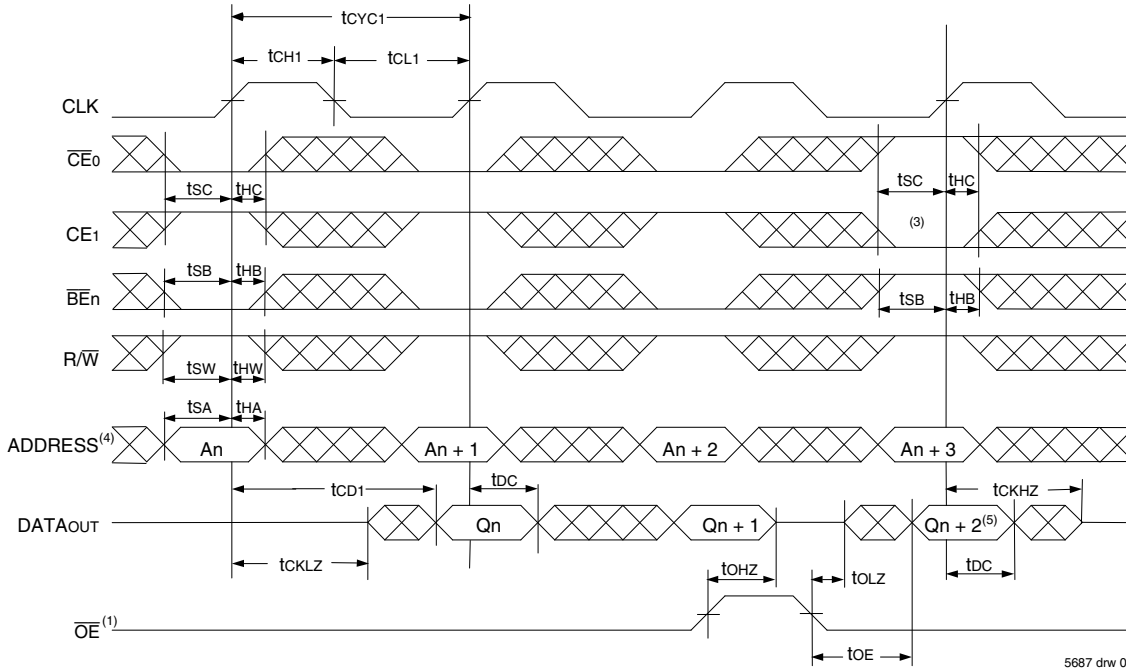 tCYC1
tCH1 tCL1
CLK
CE0
tSC tHC tSC tHC
CE1 (3)
tSB tHB
BEn tSB tHB
R/W
tSW tHW
tSA tHA
ADDRESS(4) An An + 1 An + 2 An + 3
tCD1 tDC tCKHZ
DATAOUT Qn Qn + 1 Qn + 2(5)
tCKLZ tOHZ tOLZ tDC
OE(1)
tOE
5687 drw 0